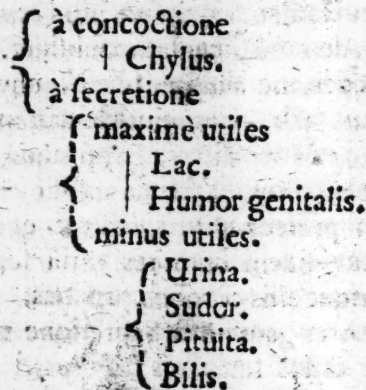 à concoctione
Chylus.
à ſecretione
maximè utiles
Lac.
Humor genitalis.
minus utiles.
Urina.
Sudor.
Pituita.
Bilis.